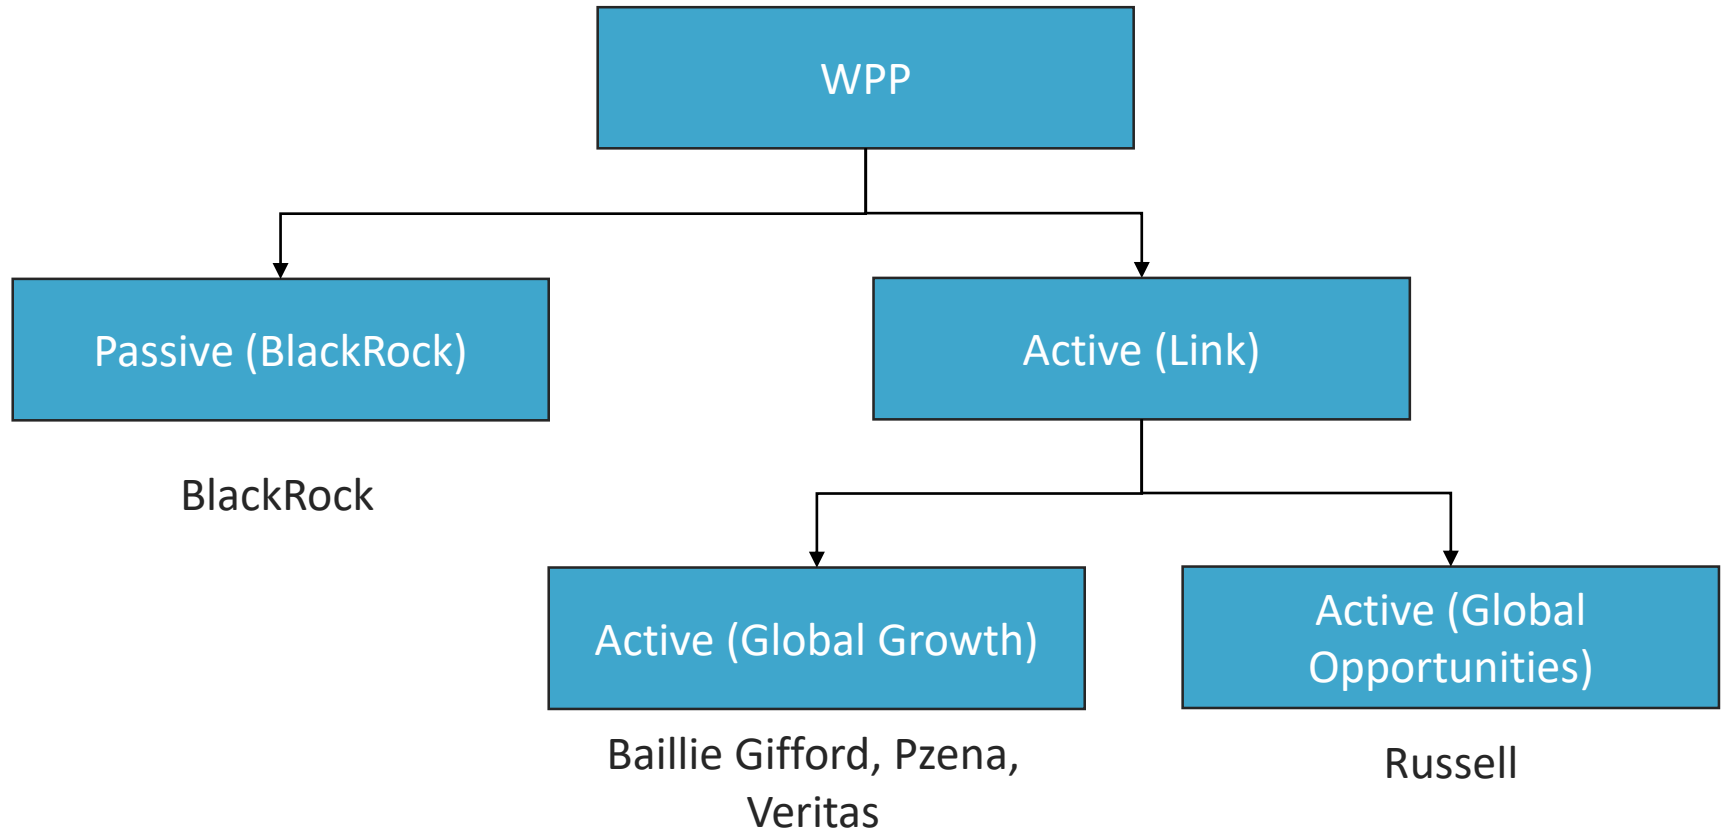 WPP
Passive (BlackRock)
Active (Link)
BlackRock
Active (Global Growth)
Active (Global
Opportunities)
Baillie Gifford, Pzena,
Veritas
Russell